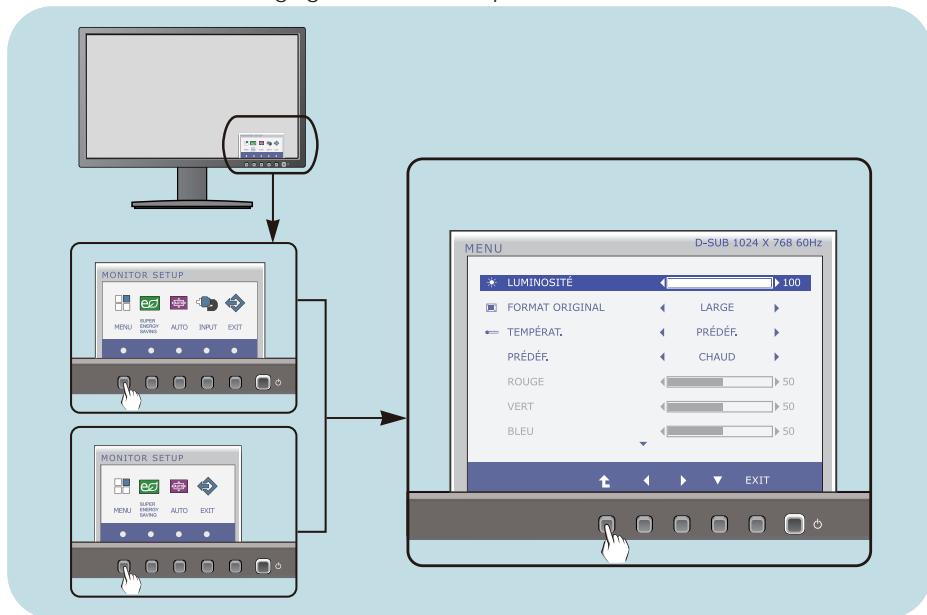 MONITOR SETUP
MENU
SUPER ENERGY SAVING
AUTO
INPUT
EXIT
MONITOR SETUP
MENU
SUPER ENERGY SAVING
AUTO
EXIT
MENU
D-SUB 1024 X 768 60Hz
LUMINOSITÉ 100
FORMAT ORIGINAL LARGE
TEMPÉRAT. PRÉDÉF.
PRÉDÉF. CHAUD
ROUGE 50
VERT 50
BLEU 50
EXIT